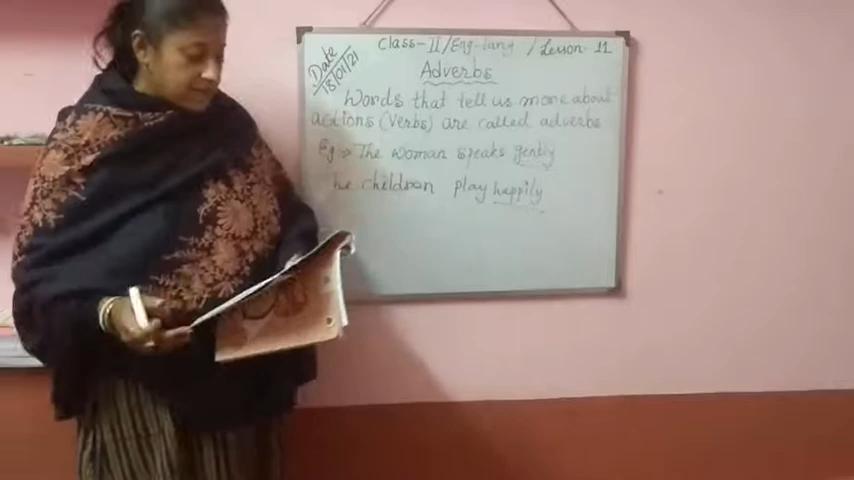 Class-II/Eng-lang / Lesson 11
Date
18/01/21
Adverbs
Words that tell us more about
actions (Verbs) are called adverbs
Eg → The woman speaks gently
he children play happily